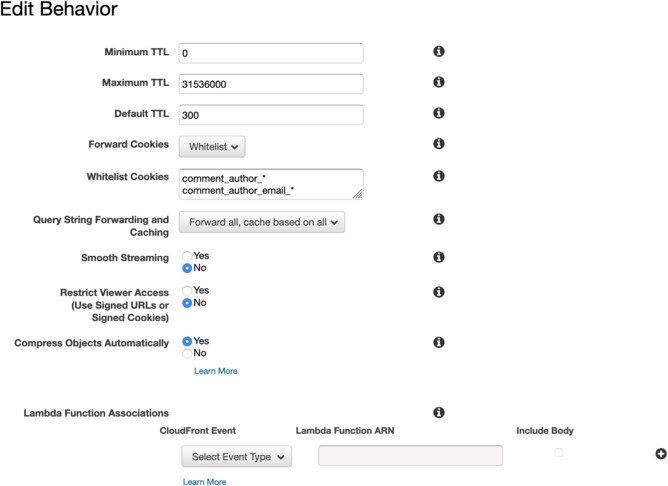 Edit Behavior
Minimum TTL 0
Maximum TTL 31536000
Default TTL 300
Forward Cookies Whitelist
Whitelist Cookies comment_author_*
comment_author_email_*
Query String Forwarding and
Caching Forward all, cache based on all
Smooth Streaming Yes
No
Restrict Viewer Access
(Use Signed URLs or
Signed Cookies) Yes
No
Compress Objects Automatically Yes
No
Learn More
Lambda Function Associations
CloudFront Event Lambda Function ARN Include Body
Select Event Type
Learn More